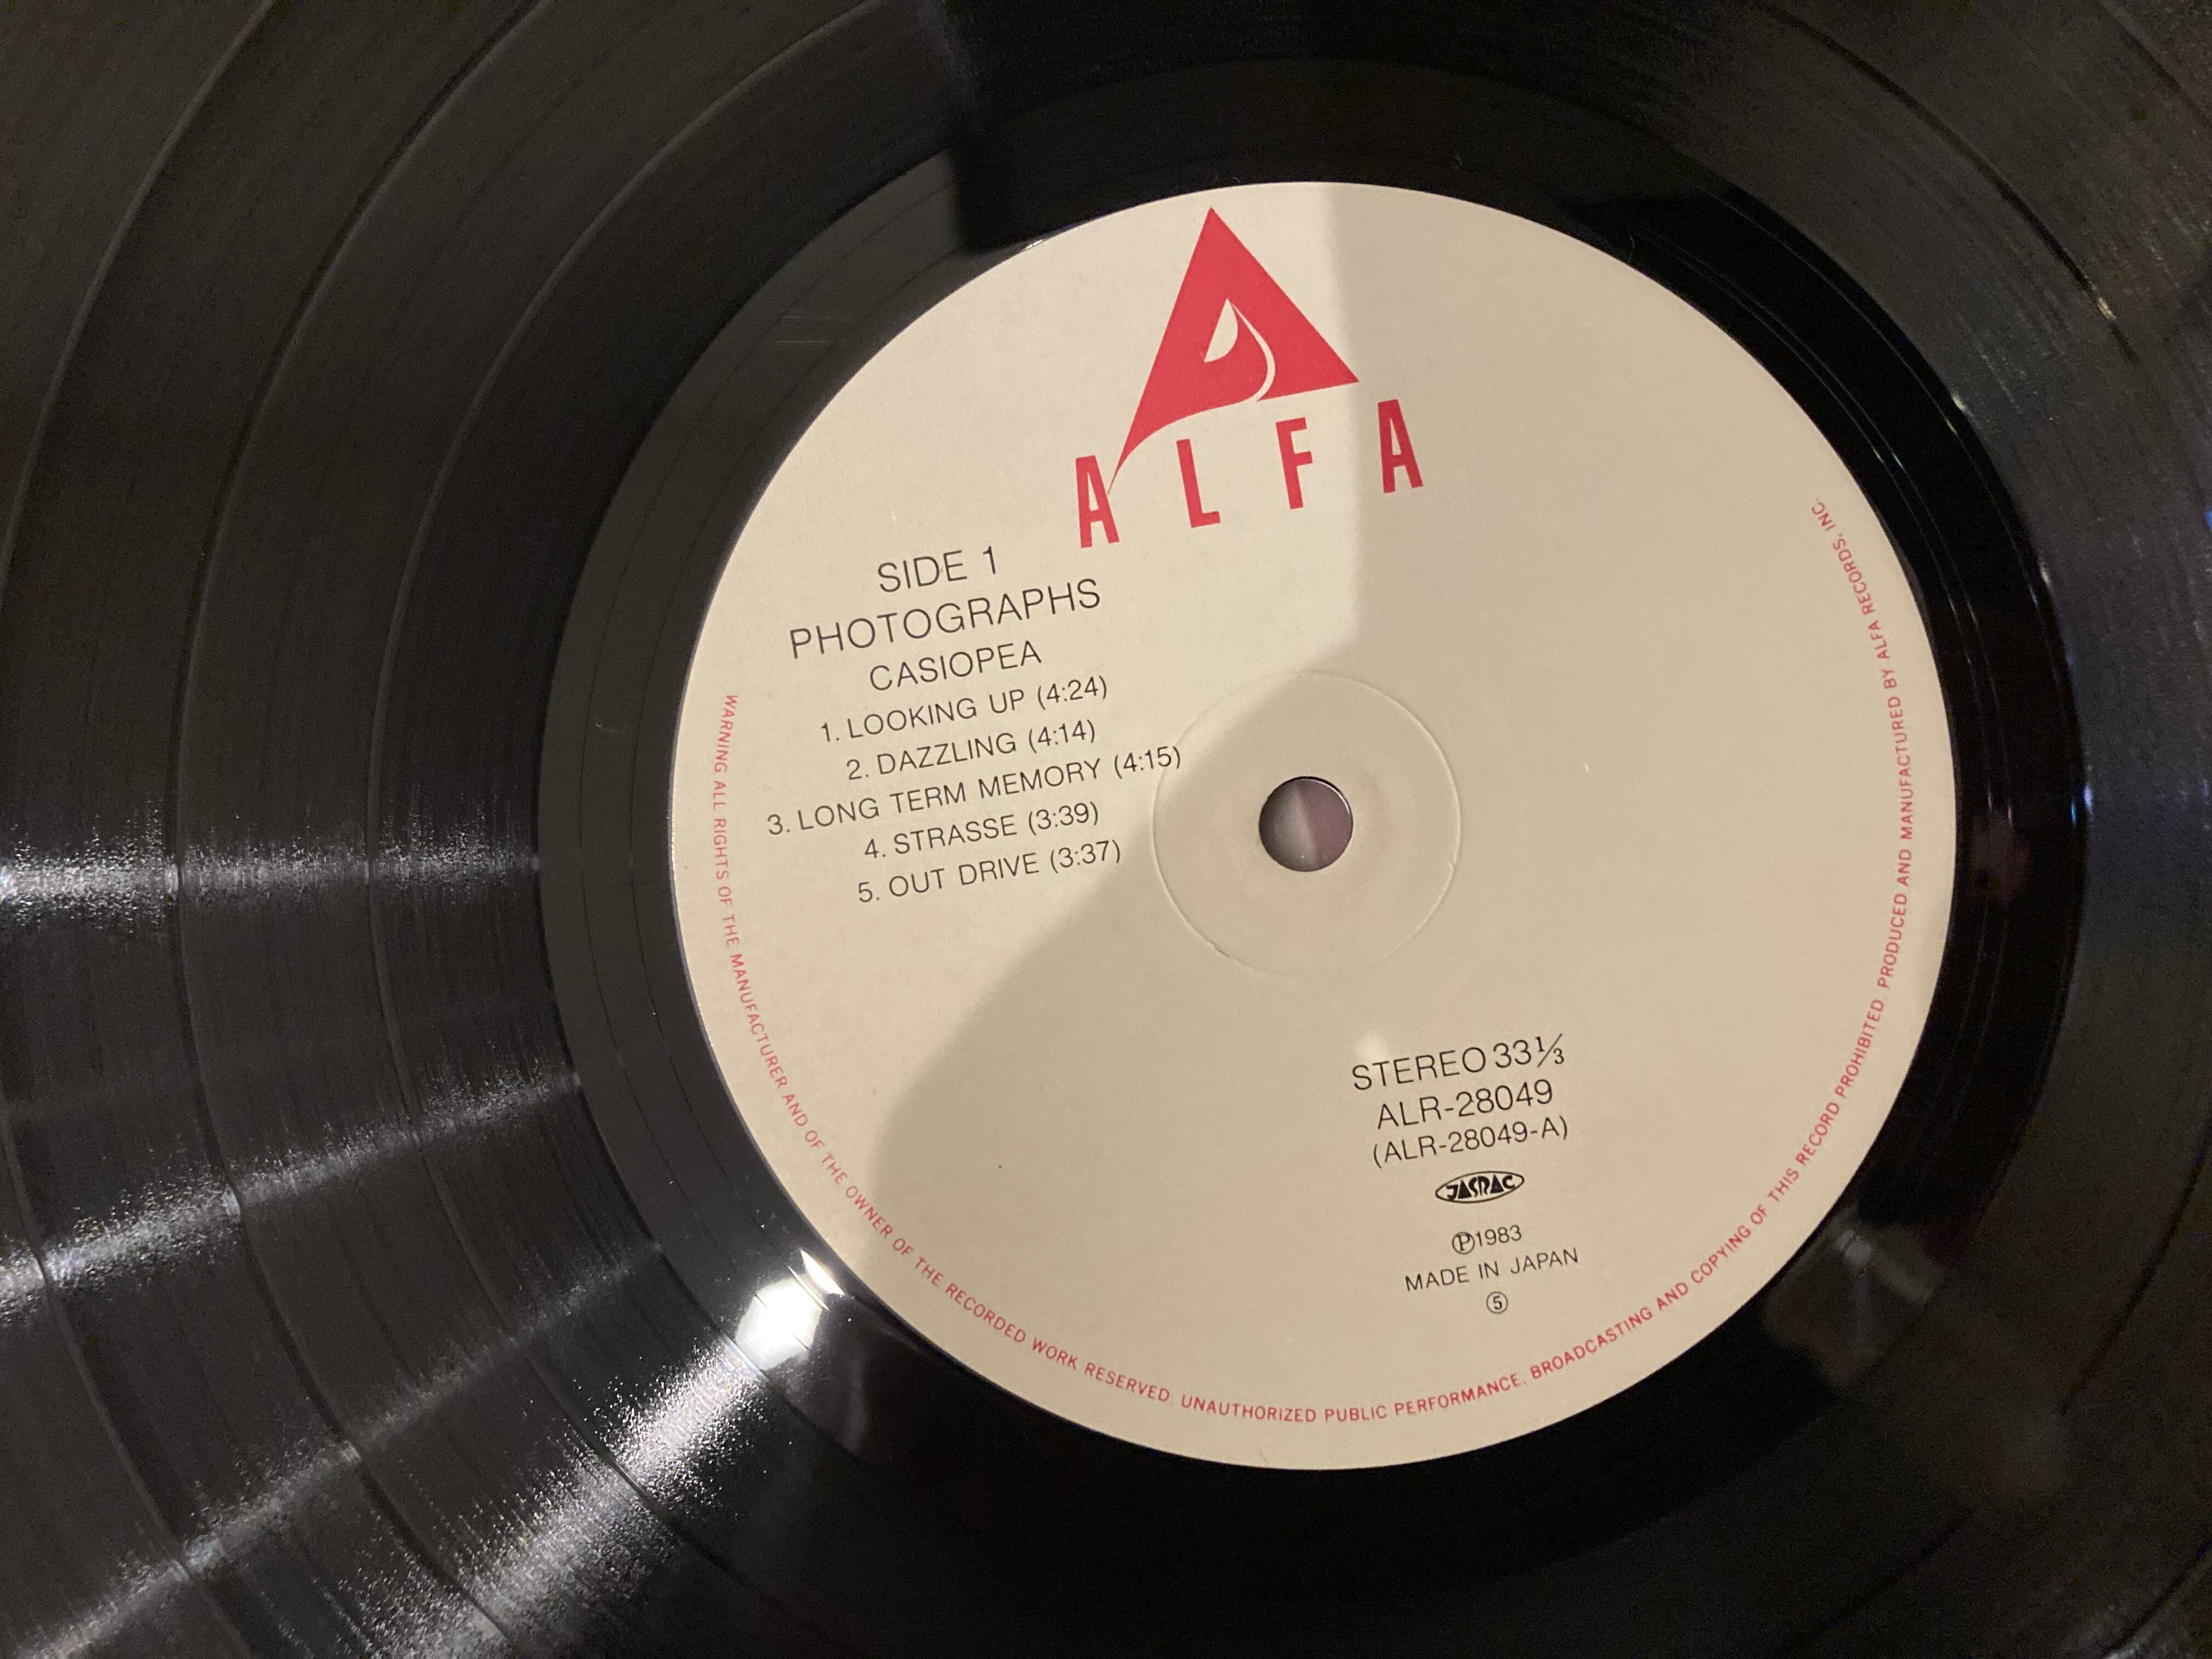 ALFA
SIDE 1
PHOTOGRAPHS
CASIOPEA
1. LOOKING UP (4:24)
2. DAZZLING (4:14)
3. LONG TERM MEMORY (4:15)
4. STRASSE (3:39)
5. OUT DRIVE (3:37)
STEREO 33⅓
ALR-28049
(ALR-28049-A)
JASRAC
Ⓟ1983
MADE IN JAPAN
⑤
WARNING ALL RIGHTS OF THE MANUFACTURER AND OF THE OWNER OF THE RECORDED WORK RESERVED. UNAUTHORIZED PUBLIC PERFORMANCE. BROADCASTING AND COPYING OF THIS RECORD PROHIBITED PRODUCED AND MANUFACTURED BY ALFA RECORDS, INC.